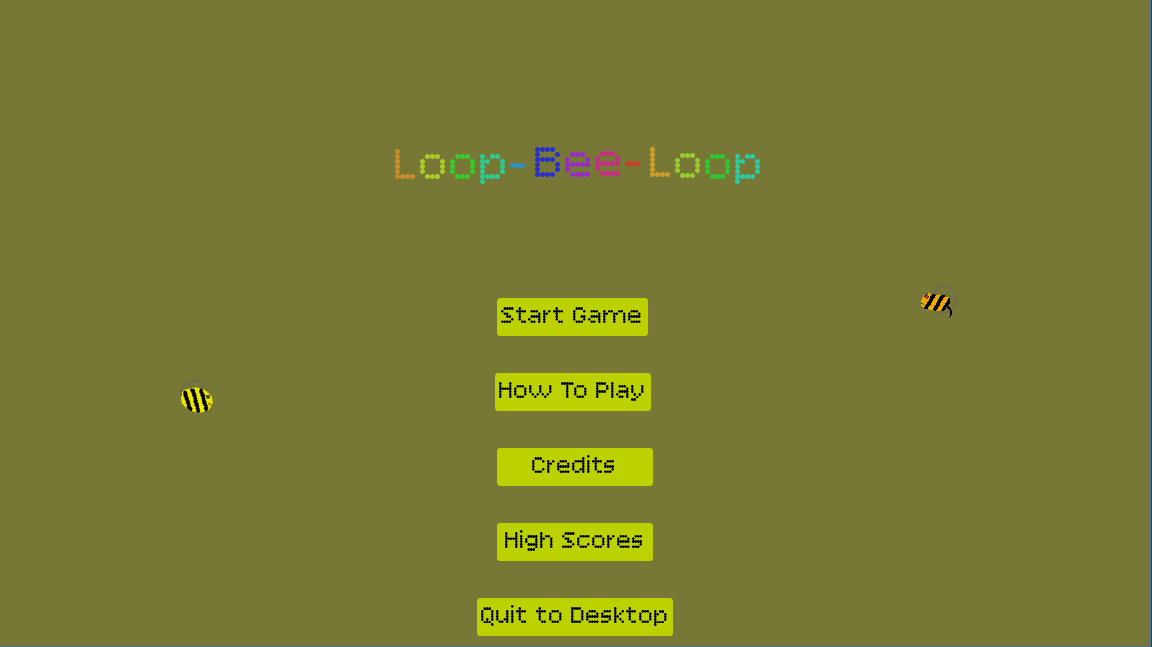 Loop-Bee-Loop
Start Game
How To Play
Credits
High Scores
Quit to Desktop